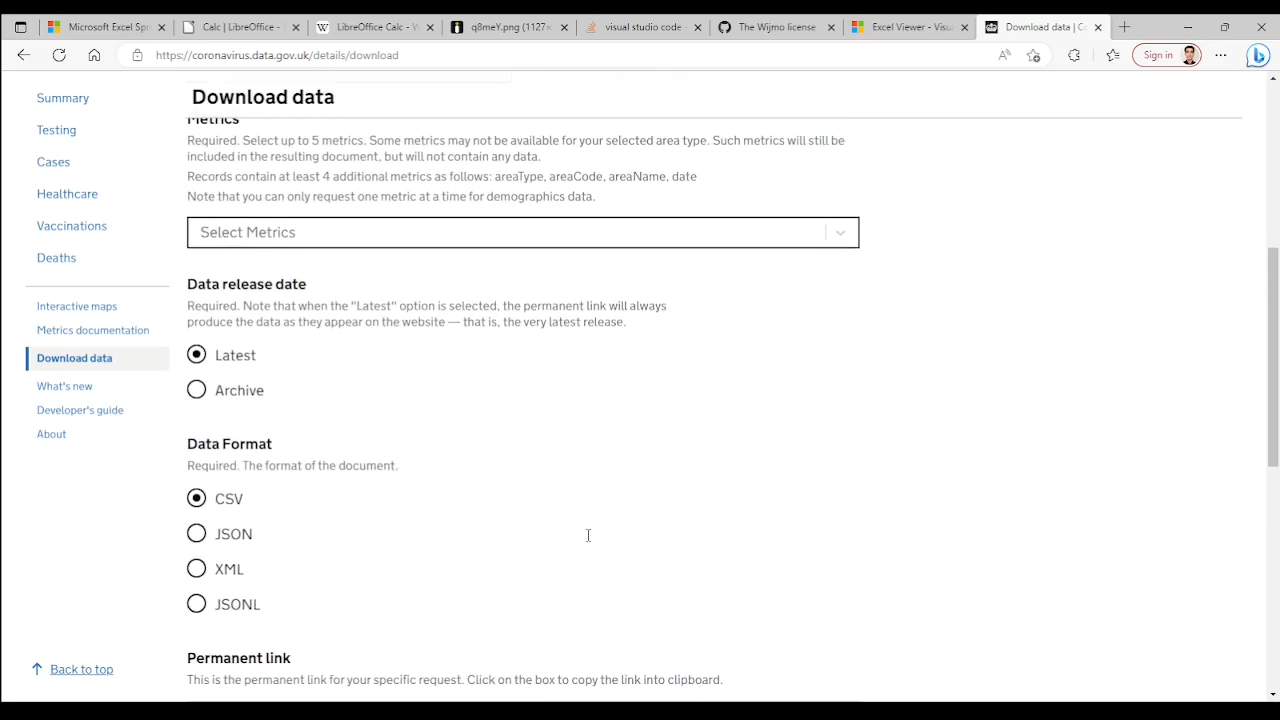 Microsoft Excel Spr
Calc | LibreOffice -
LibreOffice Calc - W
q8meY.png (1127×
visual studio code -
The Wijmo license
Excel Viewer - Visu
Download data | Co
https://coronavirus.data.gov.uk/details/download
Sign in
Summary
Testing
Cases
Healthcare
Vaccinations
Deaths
Interactive maps
Metrics documentation
Download data
What's new
Developer's guide
About
Back to top
Download data
Metrics
Required. Select up to 5 metrics. Some metrics may not be available for your selected area type. Such metrics will still be
included in the resulting document, but will not contain any data.
Records contain at least 4 additional metrics as follows: areaType, areaCode, areaName, date
Note that you can only request one metric at a time for demographics data.
Select Metrics
Data release date
Required. Note that when the "Latest" option is selected, the permanent link will always
produce the data as they appear on the website — that is, the very latest release.
Latest
Archive
Data Format
Required. The format of the document.
CSV
JSON
XML
JSONL
Permanent link
This is the permanent link for your specific request. Click on the box to copy the link into clipboard.